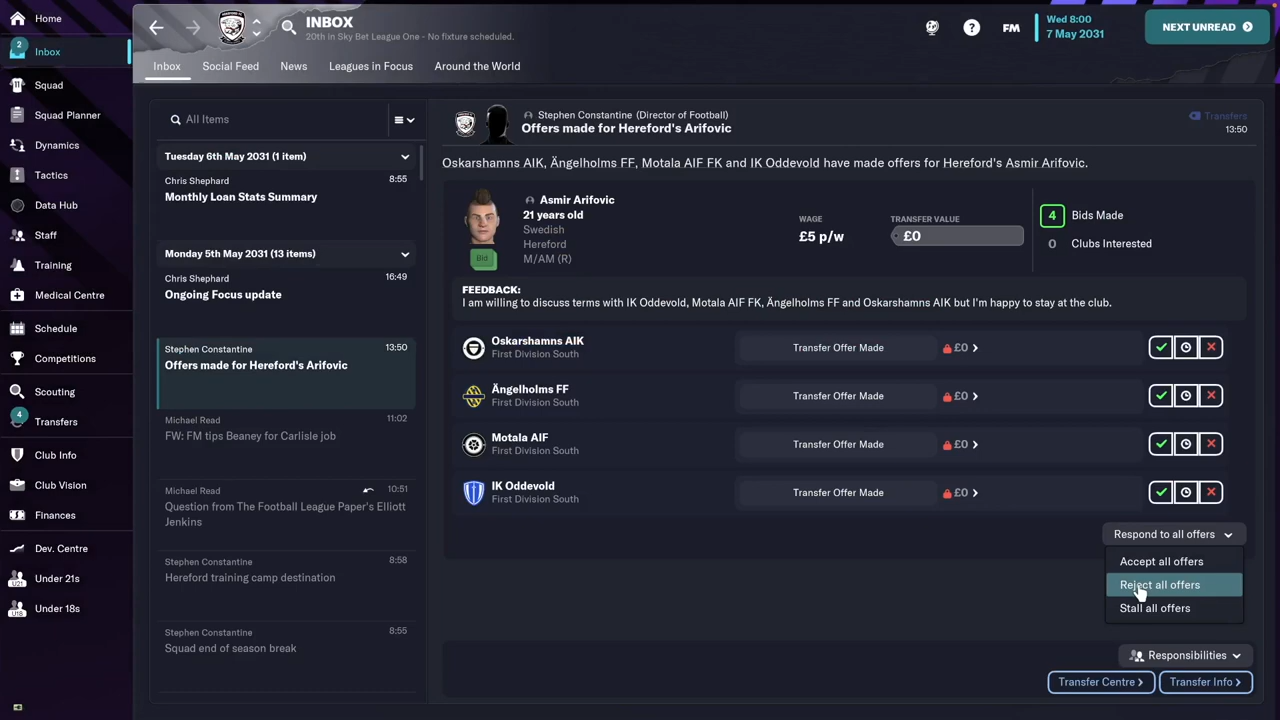 Home
2
Inbox
Squad
Squad Planner
Dynamics
Tactics
Data Hub
Staff
Training
Medical Centre
Schedule
Competitions
Scouting
4
Transfers
Club Info
Club Vision
Finances
Dev. Centre
Under 21s
Under 18s
INBOX
20th in Sky Bet League One - No fixture scheduled.
FM
Wed 8:00
7 May 2031
NEXT UNREAD
Inbox
Social Feed
News
Leagues in Focus
Around the World
All Items
Tuesday 6th May 2031 (1 item)
Chris Shephard 8:55
Monthly Loan Stats Summary
Monday 5th May 2031 (13 items)
Chris Shephard 16:49
Ongoing Focus update
Stephen Constantine 13:50
Offers made for Hereford's Arifovic
Michael Read 11:02
FW: FM tips Beaney for Carlisle job
Michael Read 10:51
Question from The Football League Paper's Elliott
Jenkins
Stephen Constantine 8:58
Hereford training camp destination
Stephen Constantine 8:55
Squad end of season break
Stephen Constantine (Director of Football)
Offers made for Hereford's Arifovic
Transfers
13:50
Oskarshamns AIK, Ängelholms FF, Motala AIF FK and IK Oddevold have made offers for Hereford's Asmir Arifovic.
Asmir Arifovic
21 years old
Swedish
Hereford
M/AM (R)
Bid
WAGE
£5 p/w
TRANSFER VALUE
£0
4 Bids Made
0 Clubs Interested
FEEDBACK:
I am willing to discuss terms with IK Oddevold, Motala AIF FK, Ängelholms FF and Oskarshamns AIK but I'm happy to stay at the club.
Oskarshamns AIK
First Division South
Transfer Offer Made £0
Ängelholms FF
First Division South
Transfer Offer Made £0
Motala AIF
First Division South
Transfer Offer Made £0
IK Oddevold
First Division South
Transfer Offer Made £0
Respond to all offers
Accept all offers
Reject all offers
Stall all offers
Responsibilities
Transfer Centre
Transfer Info